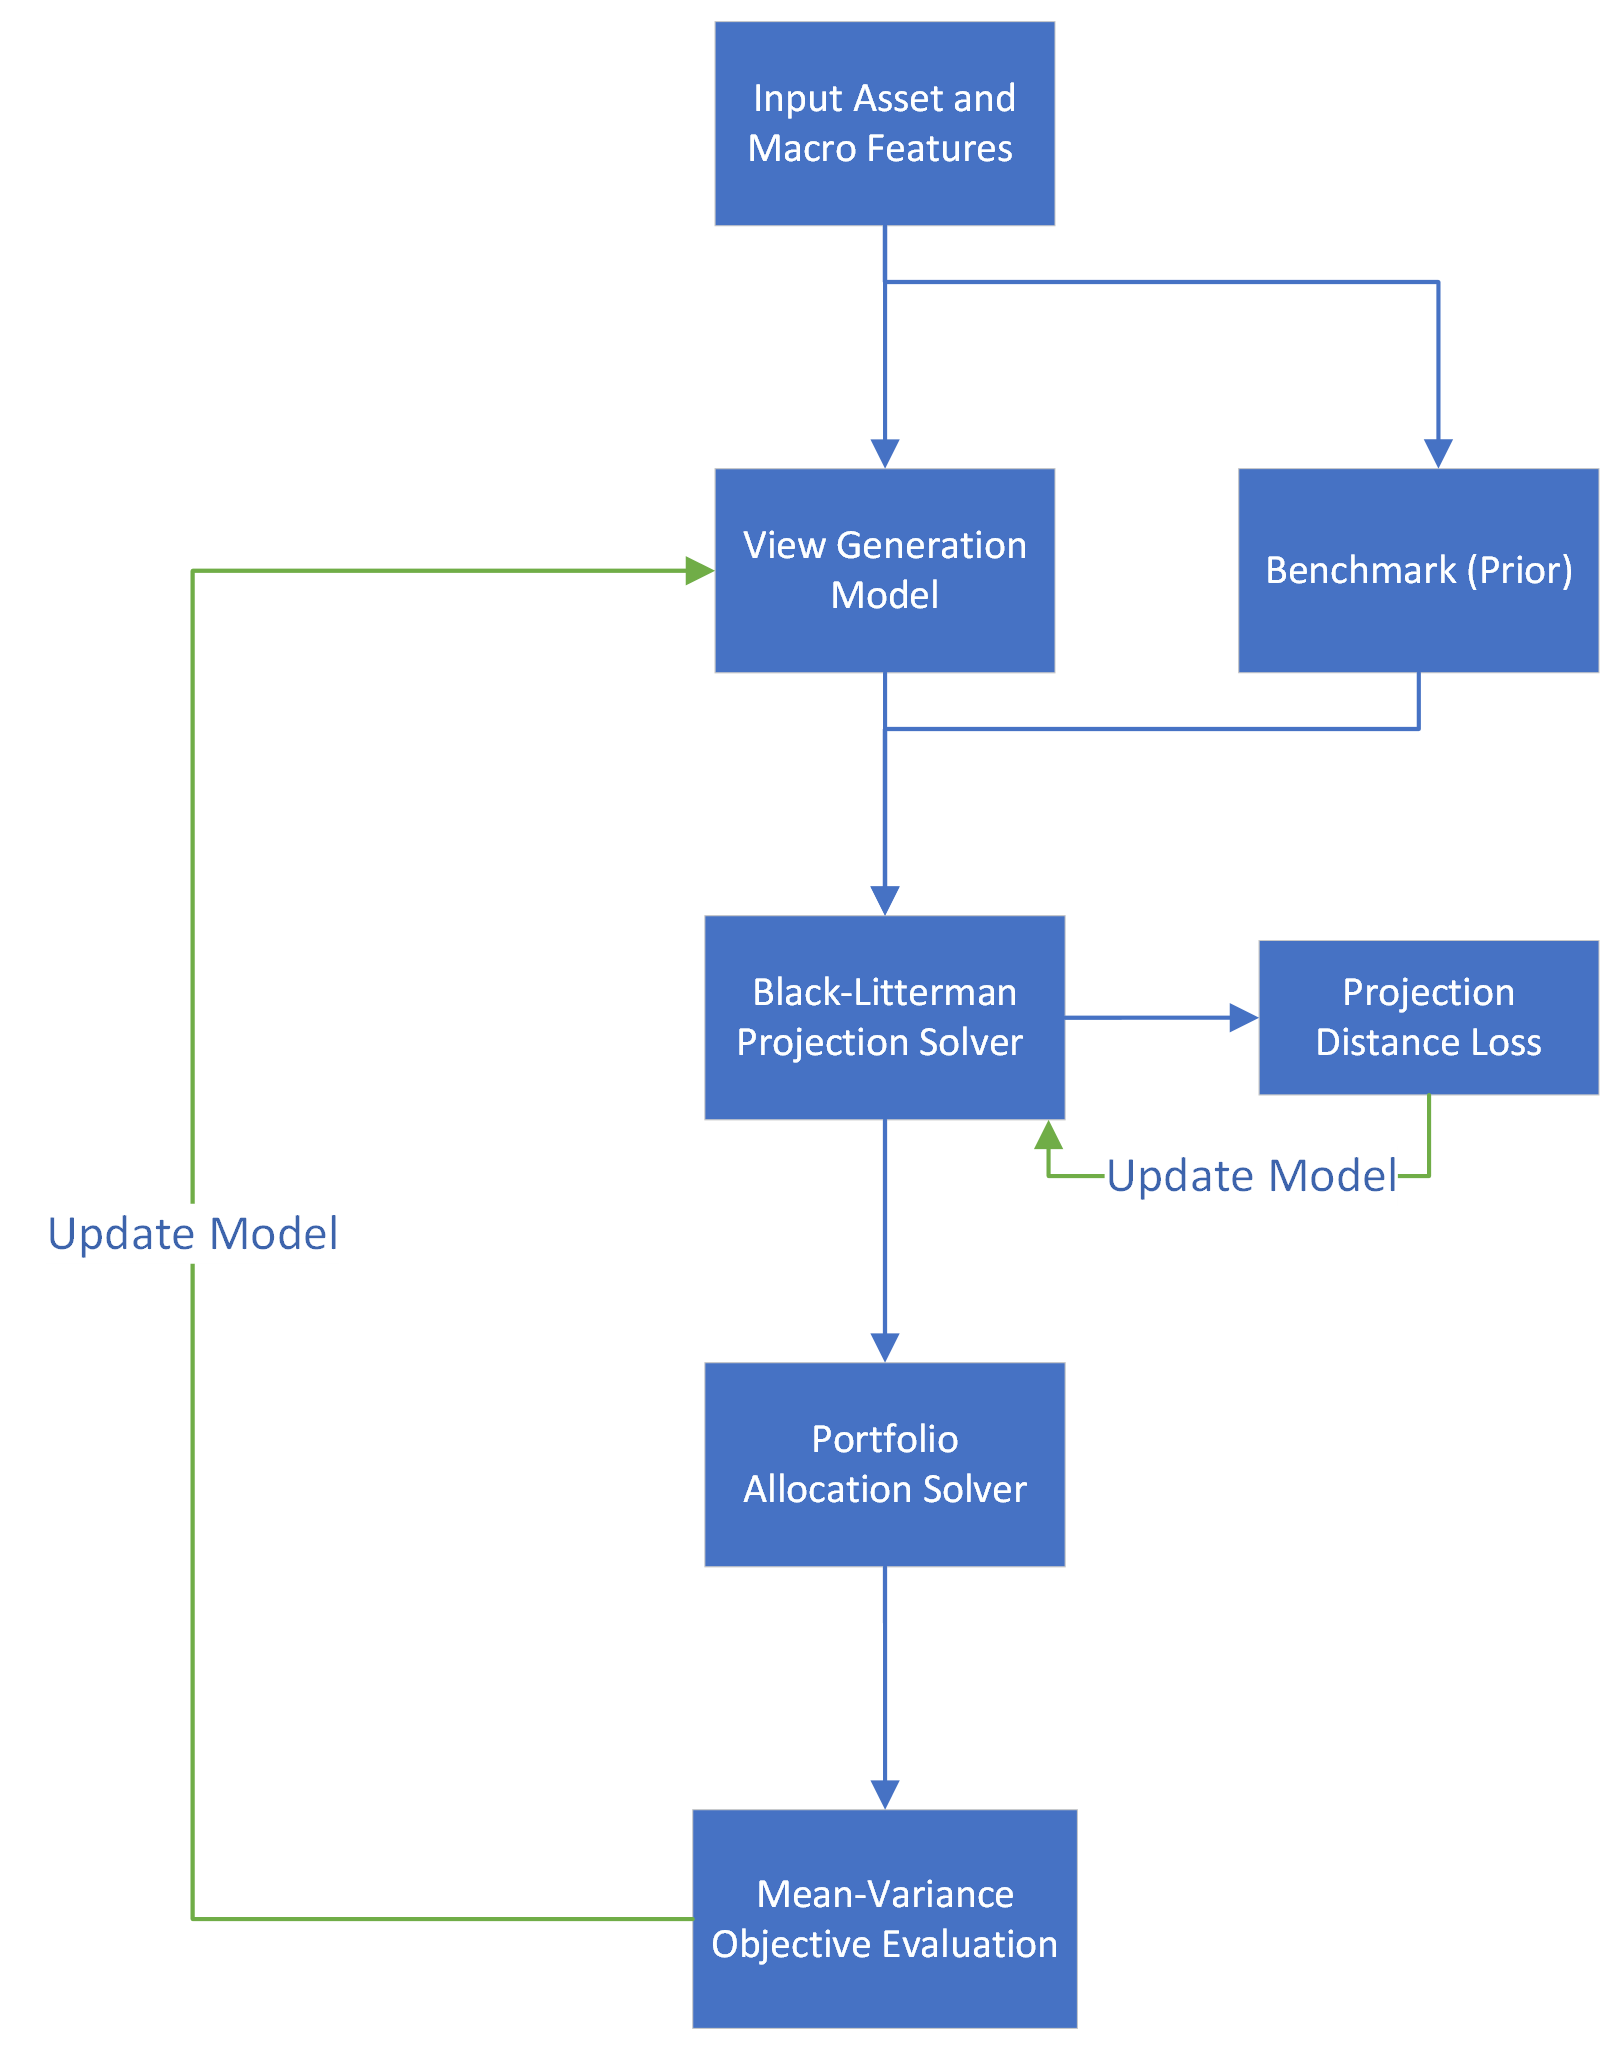 Input Asset and
Macro Features
View Generation
Model
Benchmark (Prior)
Black-Litterman
Projection Solver
Projection
Distance Loss
Update Model
Update Model
Portfolio
Allocation Solver
Mean-Variance
Objective Evaluation